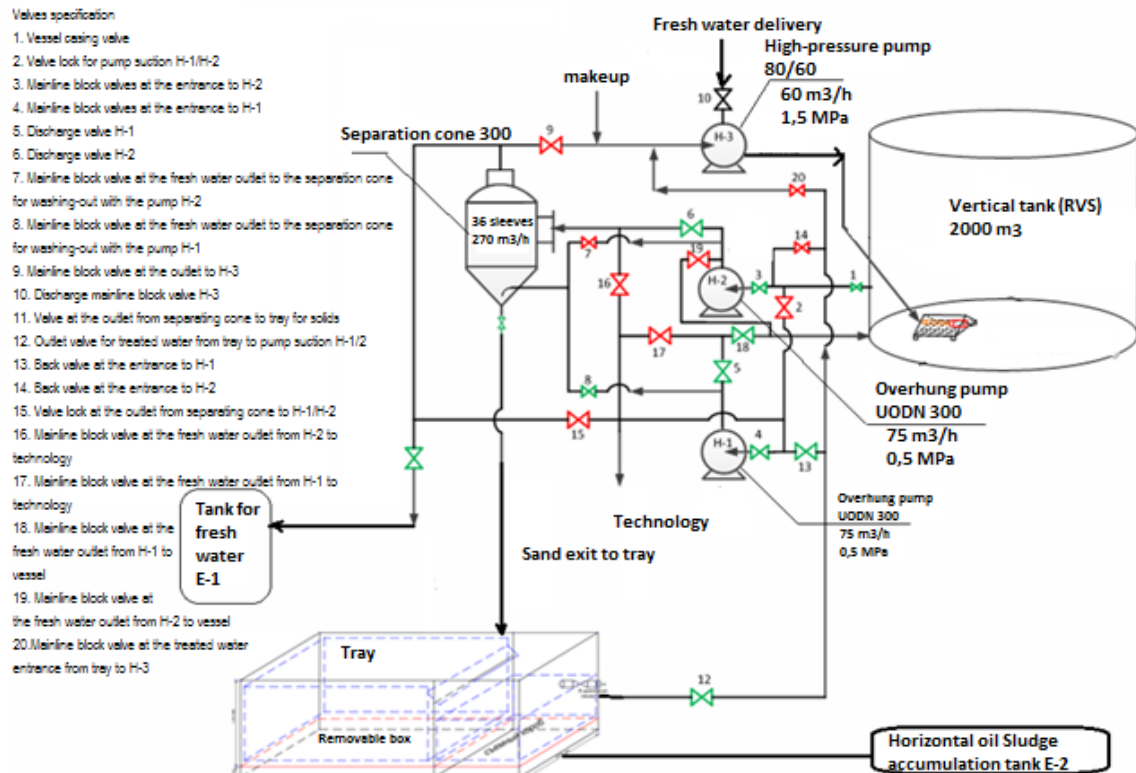 Valves specification
1. Vessel casing valve
2. Valve lock for pump suction H-1/H-2
3. Mainline block valves at the entrance to H-2
4. Mainline block valves at the entrance to H-1
5. Discharge valve H-1
6. Discharge valve H-2
7. Mainline block valve at the fresh water outlet to the separation cone
for washing-out with the pump H-2
8. Mainline block valve at the fresh water outlet to the separation cone
for washing-out with the pump H-1
9. Mainline block valve at the outlet to H-3
10. Discharge mainline block valve H-3
11. Valve at the outlet from separating cone to tray for solids
12. Outlet valve for treated water from tray to pump suction H-1/2
13. Back valve at the entrance to H-1
14. Back valve at the entrance to H-2
15. Valve lock at the outlet from separating cone to H-1/H-2
16. Mainline block valve at the fresh water outlet from H-2 to
technology
17. Mainline block valve at the fresh water outlet from H-1 to
technology
18. Mainline block valve at the
fresh water outlet from H-1 to
vessel
19. Mainline block valve at
the fresh water outlet from H-2 to vessel
20.Mainline block valve at the treated water
entrance from tray to H-3
Fresh water delivery
High-pressure pump
80/60
60 m3/h
1,5 MPa
makeup
10
H-3
9
Separation cone 300
20
36 sleeves
270 m3/h
6
7
19
14
Vertical tank (RVS)
2000 m3
16
H-2
3
1
2
17
18
5
8
Overhung pump
UODN 300
75 m3/h
0,5 MPa
15
H-1
4
13
Overhung pump
UODN 300
75 m3/h
0,5 MPa
Technology
Tank for
fresh
water
E-1
Sand exit to tray
Tray
12
Removable box
Horizontal oil Sludge
accumulation tank E-2